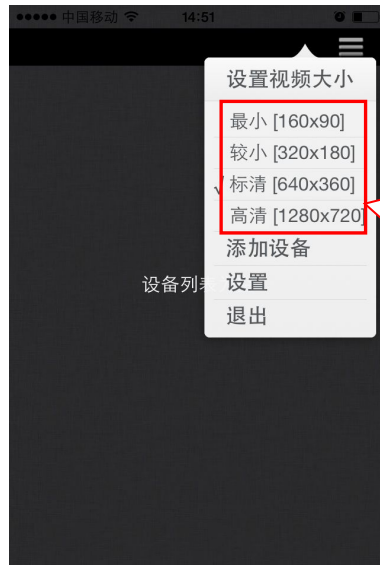 中国移动 14:51
设置视频大小
最小 [160x90]
较小 [320x180]
√ 标清 [640x360]
高清 [1280x720]
添加设备
设备列表
设置
退出